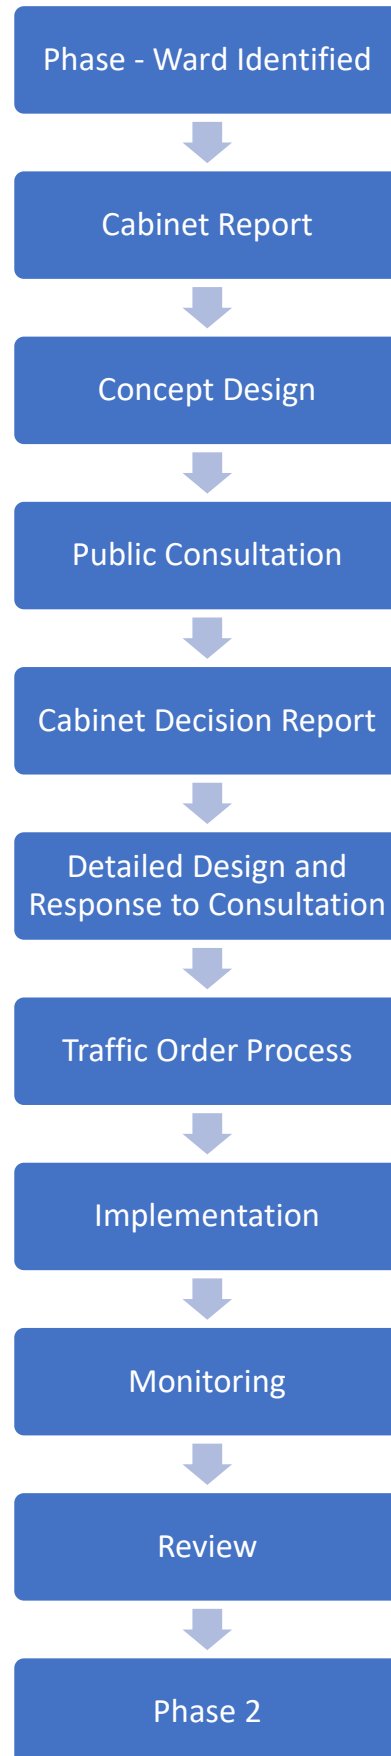 Phase - Ward Identified
Cabinet Report
Concept Design
Public Consultation
Cabinet Decision Report
Detailed Design and
Response to Consultation
Traffic Order Process
Implementation
Monitoring
Review
Phase 2